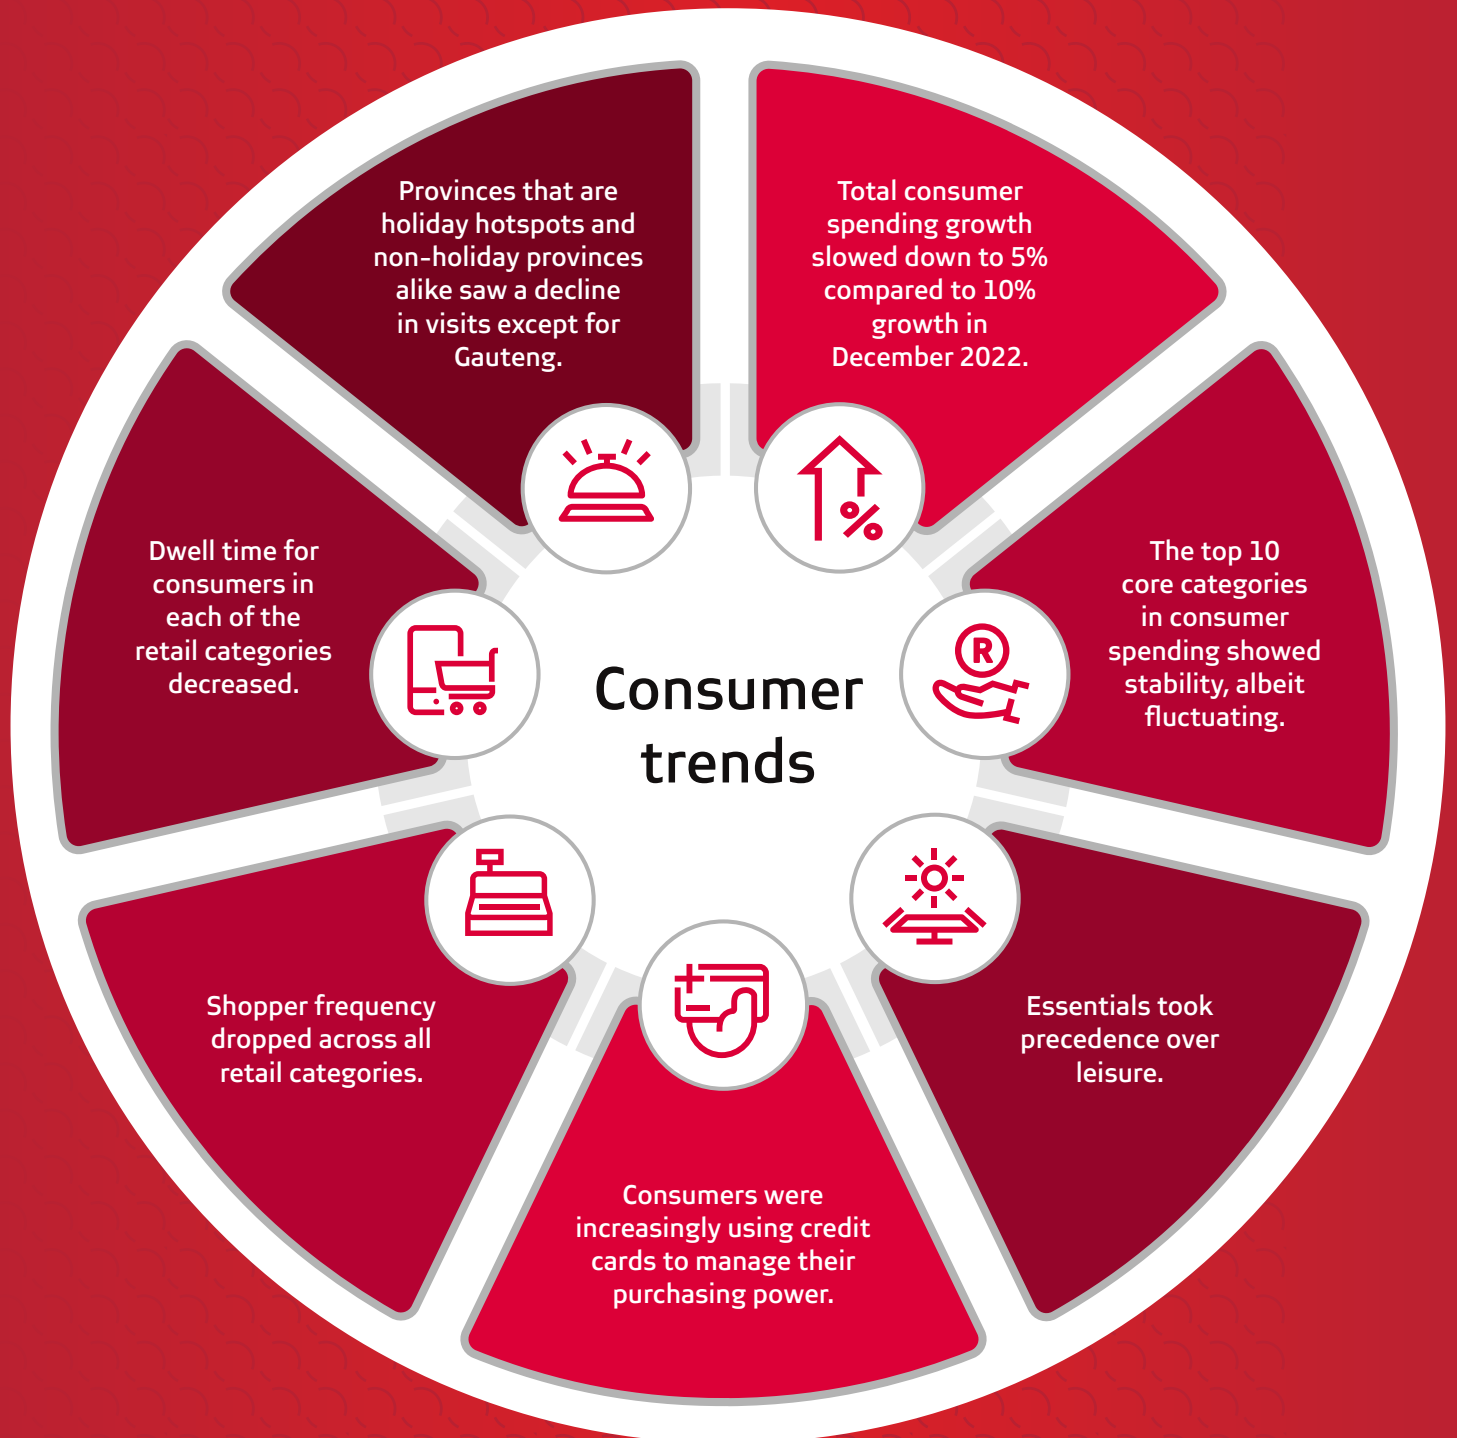 Consumer
trends
Total consumer
spending growth
slowed down to 5%
compared to 10%
growth in
December 2022.
The top 10
core categories
in consumer
spending showed
stability, albeit
fluctuating.
R
Essentials took
precedence over
leisure.
Consumers were
increasingly using credit
cards to manage their
purchasing power.
Shopper frequency
dropped across all
retail categories.
Dwell time for
consumers in
each of the
retail categories
decreased.
Provinces that are
holiday hotspots and
non-holiday provinces
alike saw a decline
in visits except for
Gauteng.
%